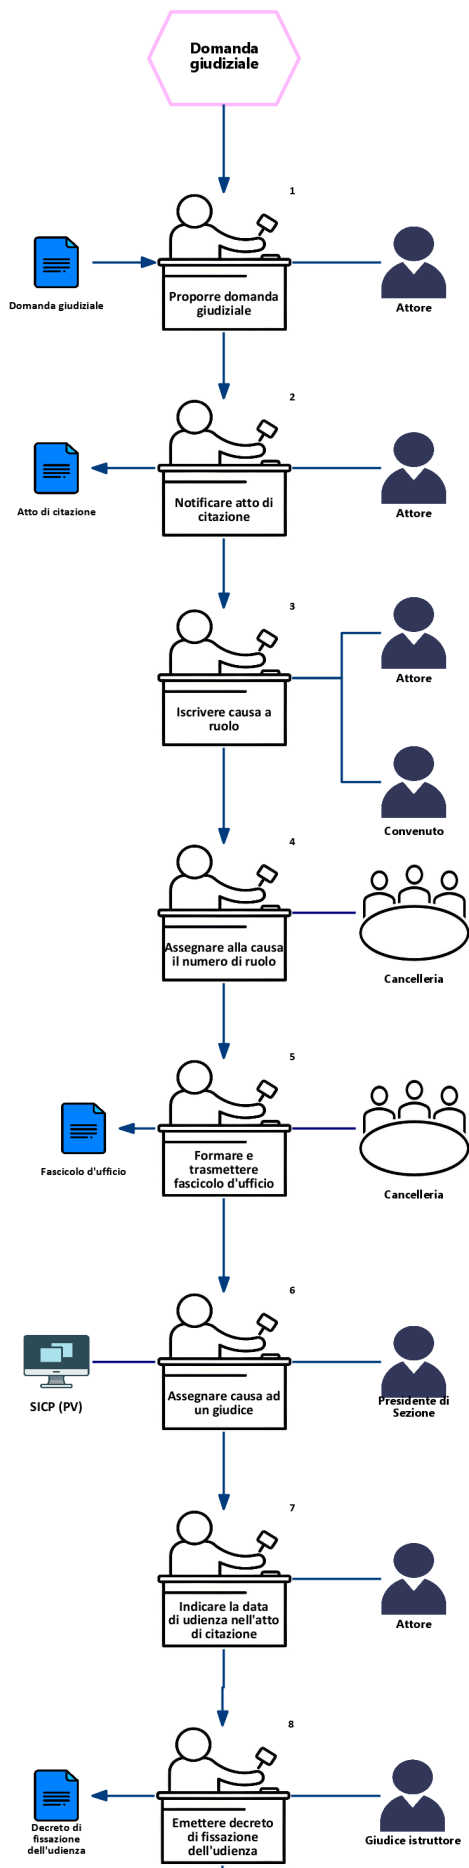 Domanda
giudiziale
1
Domanda giudiziale
Proporre domanda
giudiziale
Attore
2
Atto di citazione
Notificare atto di
citazione
Attore
3
Attore
Iscrivere causa a
ruolo
Convenuto
4
Assegnare alla causa
il numero di ruolo
Cancelleria
5
Fascicolo d'ufficio
Formare e
trasmettere
fascicolo d'ufficio
Cancelleria
6
SICP (PV)
Assegnare causa ad
un giudice
Presidente di
Sezione
7
Indicare la data
di udienza nell'atto
di citazione
Attore
8
Decreto di
fissazione
dell'udienza
Emettere decreto
di fissazione
dell'udienza
Giudice istruttore